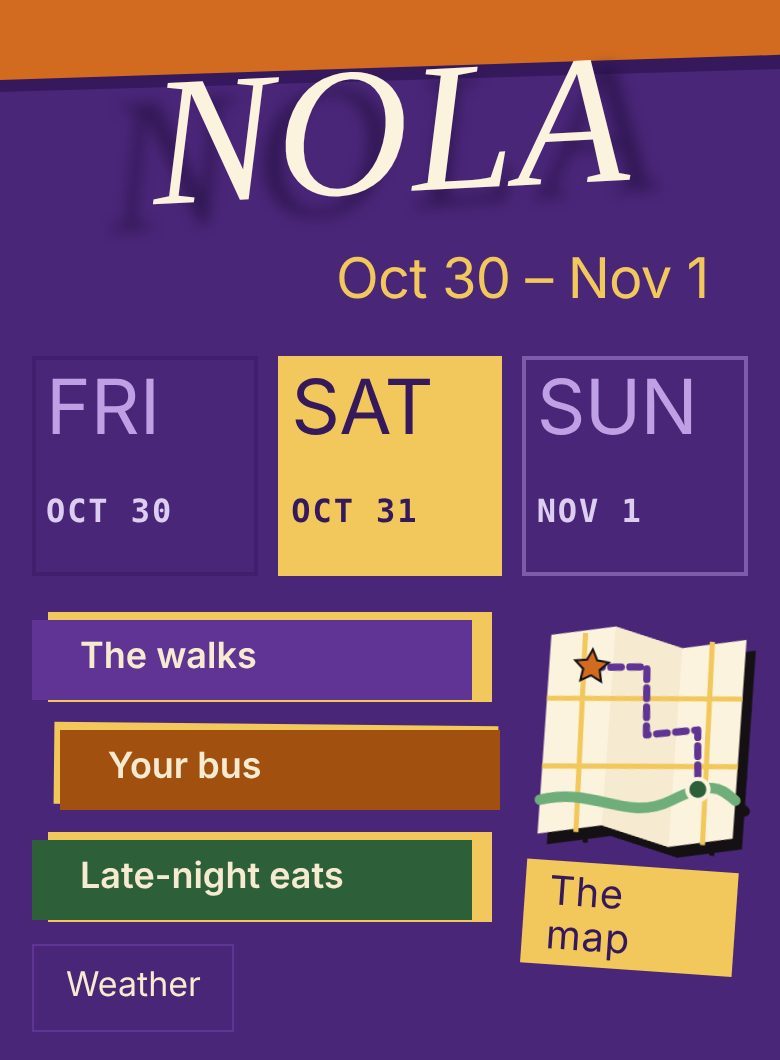 NOLA
Oct 30 – Nov 1
FRI
OCT 30
SAT
OCT 31
SUN
NOV 1
The walks
Your bus
Late-night eats
Weather
The
map